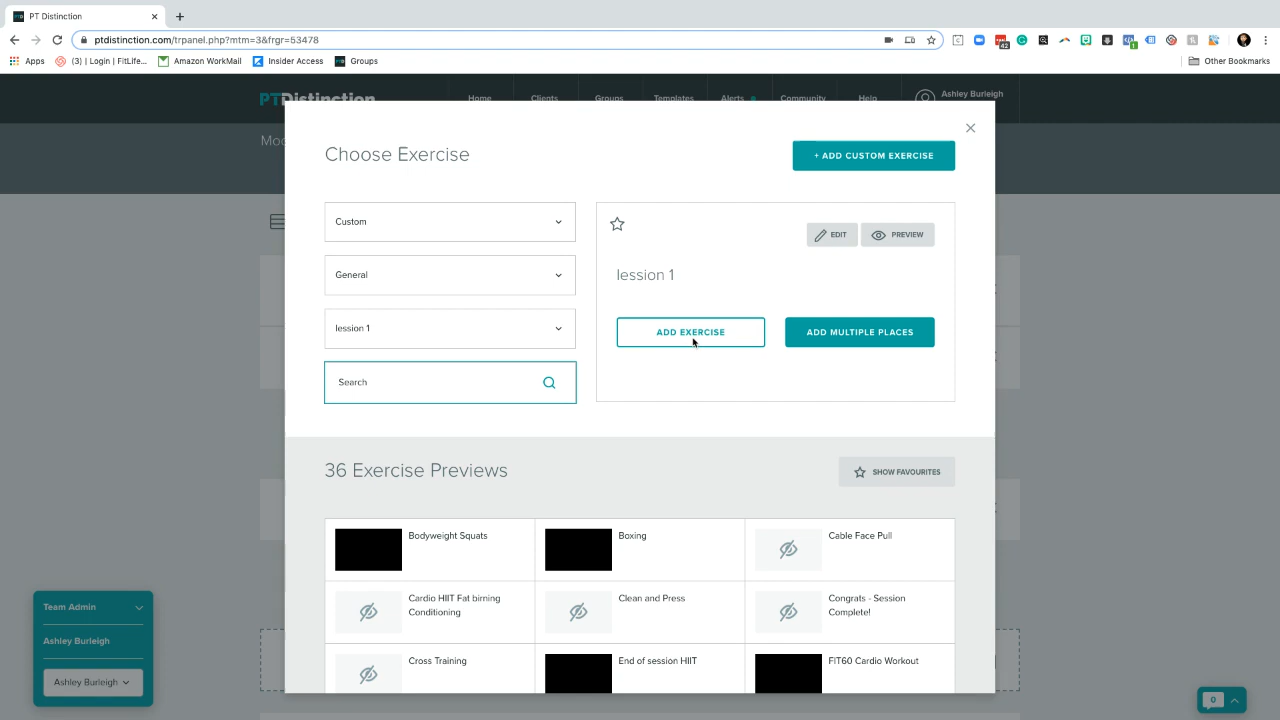 PT Distinction
ptdistinction.com/trpanel.php?mtm=3&frgr=53478
42
1
Apps
(3) | Login | FitLife...
Amazon WorkMail
Insider Access
Groups
Other Bookmarks
PTDistinction
Home
Clients
Groups
Templates
Alerts
Community
Help
Ashley Burleigh
Choose Exercise
+ ADD CUSTOM EXERCISE
Custom
General
lession 1
Search
EDIT
PREVIEW
lession 1
ADD EXERCISE
ADD MULTIPLE PLACES
36 Exercise Previews
SHOW FAVOURITES
Bodyweight Squats
Boxing
Cable Face Pull
Cardio HIIT Fat birning
Conditioning
Clean and Press
Congrats - Session
Complete!
Cross Training
End of session HIIT
FIT60 Cardio Workout
Team Admin
Ashley Burleigh
Ashley Burleigh
0